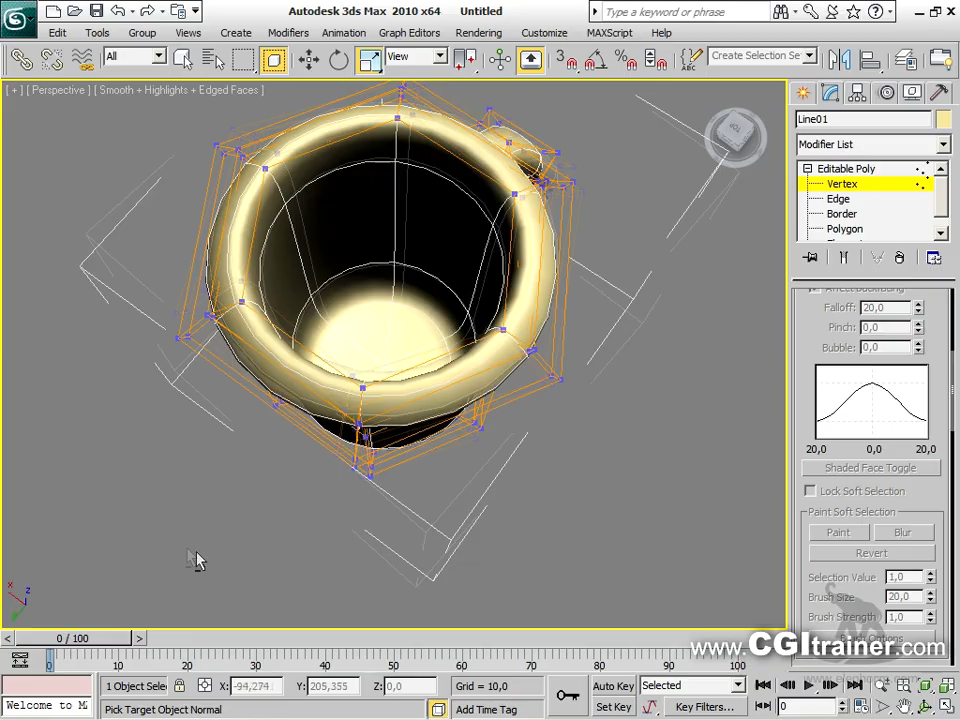 Autodesk 3ds Max 2010 x64 Untitled
Type a keyword or phrase
Edit Tools Group Views Create Modifiers Animation Graph Editors Rendering Customize MAXScript Help
All View Create Selection Se
[ + ] [ Perspective ] [ Smooth + Highlights + Edged Faces ]
TOP
Line01
Modifier List
Editable Poly
Vertex
Edge
Border
Polygon
Affect Backfacing
Falloff: 20,0
Pinch: 0,0
Bubble: 0,0
20,0 0,0 20,0
Shaded Face Toggle
Lock Soft Selection
Paint Soft Selection
Paint Blur
Revert
Selection Value 1,0
Brush Size 20,0
Brush Strength 1,0
Brush Options
x z
y
www.CGItrainer.com
0 / 100
0 10 20 30 40 50 60 70 80 90 100
1 Object Sele X: -94,274 Y: 205,355 Z: 0,0 Grid = 10,0 Auto Key Selected
Welcome to M
Pick Target Object Normal Add Time Tag Set Key Key Filters... 0